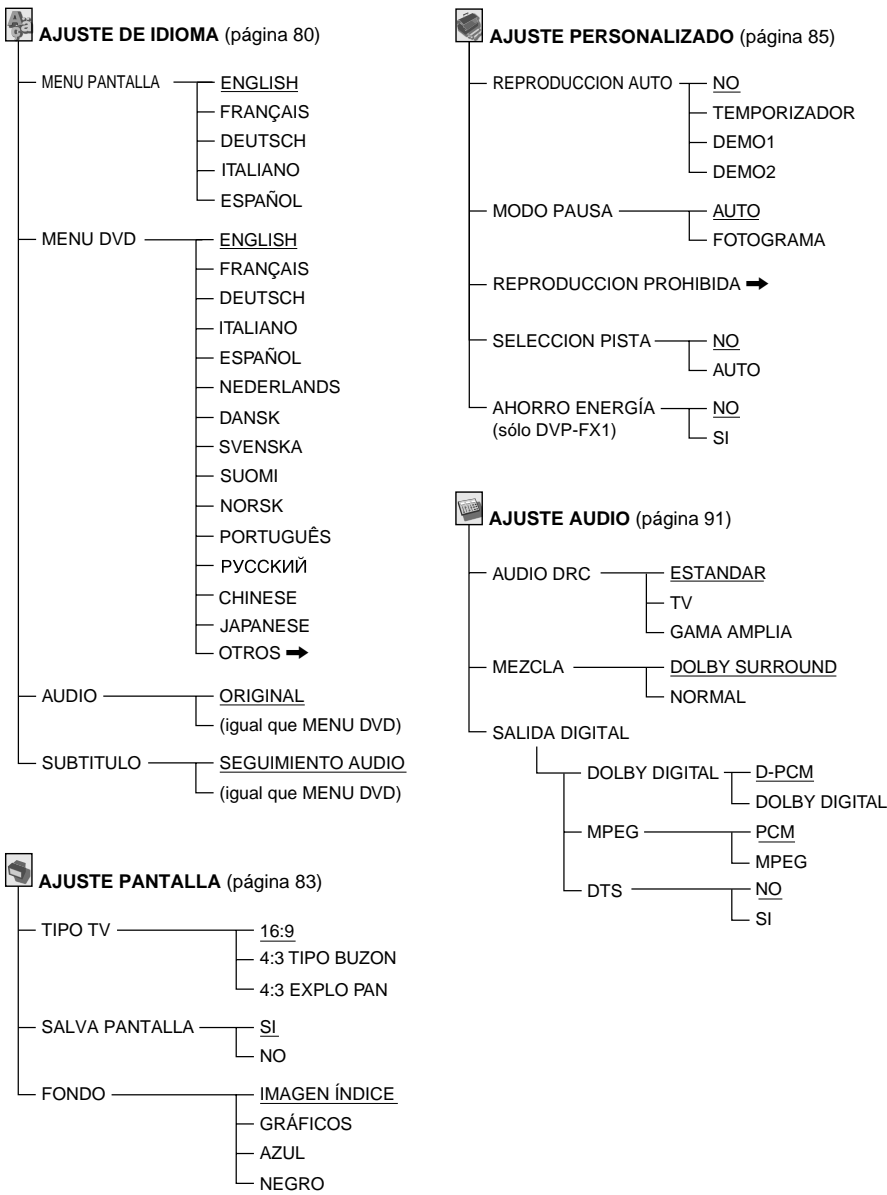 AJUSTE DE IDIOMA (página 80)
MENU PANTALLA
ENGLISH
FRANÇAIS
DEUTSCH
ITALIANO
ESPAÑOL
MENU DVD
ENGLISH
FRANÇAIS
DEUTSCH
ITALIANO
ESPAÑOL
NEDERLANDS
DANSK
SVENSKA
SUOMI
NORSK
PORTUGUÊS
РУССКИЙ
CHINESE
JAPANESE
OTROS ➡
AUDIO
ORIGINAL
(igual que MENU DVD)
SUBTITULO
SEGUIMIENTO AUDIO
(igual que MENU DVD)
AJUSTE PANTALLA (página 83)
TIPO TV
16:9
4:3 TIPO BUZON
4:3 EXPLO PAN
SALVA PANTALLA
SI
NO
FONDO
IMAGEN ÍNDICE
GRÁFICOS
AZUL
NEGRO
AJUSTE PERSONALIZADO (página 85)
REPRODUCCION AUTO
NO
TEMPORIZADOR
DEMO1
DEMO2
MODO PAUSA
AUTO
FOTOGRAMA
REPRODUCCION PROHIBIDA ➡
SELECCION PISTA
NO
AUTO
AHORRO ENERGÍA
(sólo DVP-FX1)
NO
SI
AJUSTE AUDIO (página 91)
AUDIO DRC
ESTANDAR
TV
GAMA AMPLIA
MEZCLA
DOLBY SURROUND
NORMAL
SALIDA DIGITAL
DOLBY DIGITAL
D-PCM
DOLBY DIGITAL
MPEG
PCM
MPEG
DTS
NO
SI